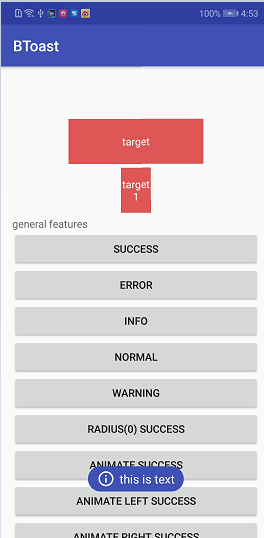 100% 4:53
BToast
target
target
1
general features
SUCCESS
ERROR
INFO
NORMAL
WARNING
RADIUS(0) SUCCESS
ANIMATE SUCCESS
this is text
ANIMATE LEFT SUCCESS
ANIMATE RIGHT SUCCESS